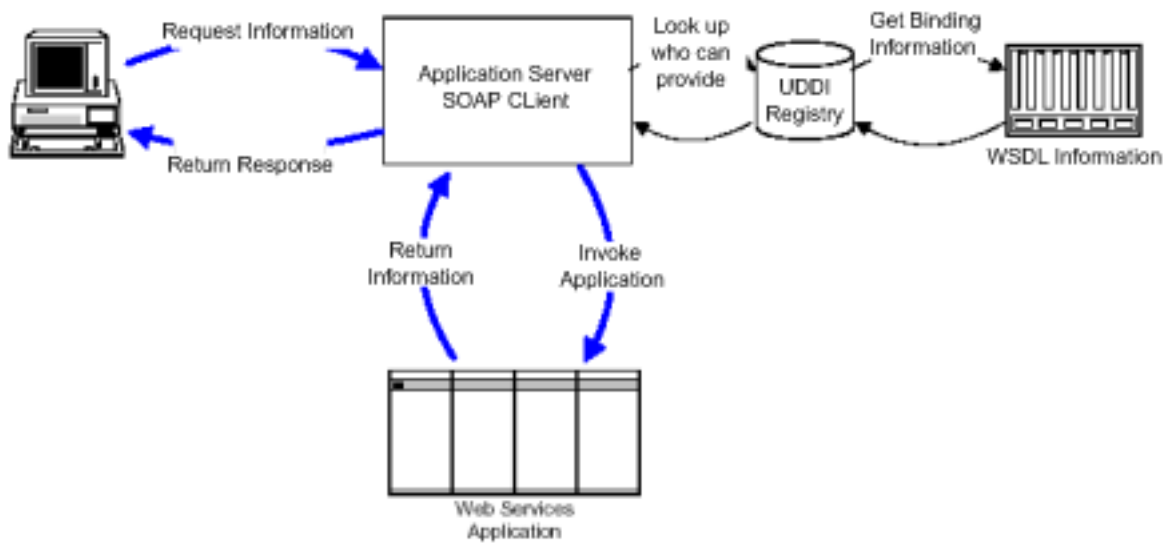 Request Information
Return Response
Application Server
SOAP CLient
Look up
who can
provide
UDDI
Registry
Get Binding
Information
WSDL Information
Return
Information
Invoke
Application
Web Services
Application